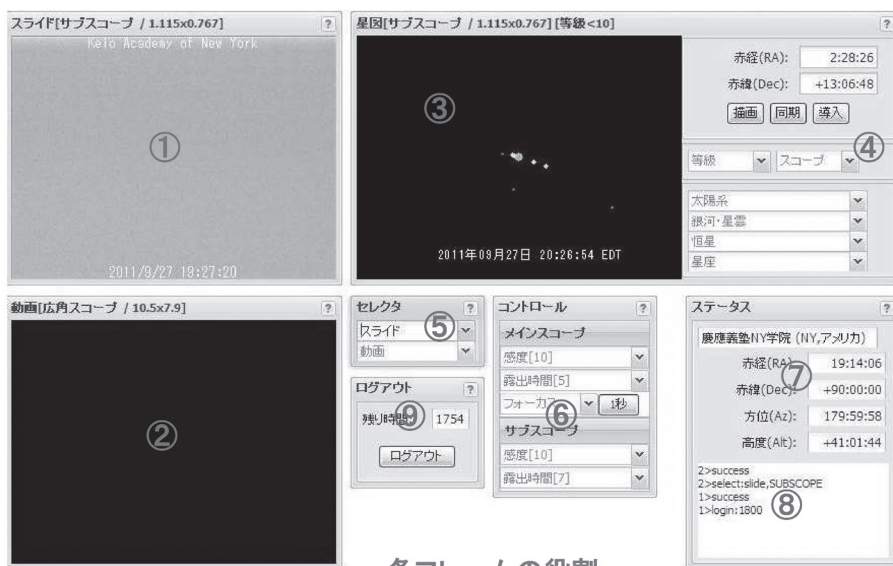 スライド[サブスコープ / 1.115x0.767]
?
Keio Academy of New York
①
2011/9/27 19:27:20
星図[サブスコープ / 1.115x0.767] [等級<10]
?
③
2011年09月27日 20:26:54 EDT
赤経(RA): 2:28:26
赤緯(Dec): +13:06:48
描画 同期 導入
等級 スコープ ④
太陽系
銀河・星雲
恒星
星座
動画[広角スコープ / 10.5x7.9]
?
②
セレクタ ?
スライド ⑤
動画
ログアウト ?
残り時間: ⑨ 1754
ログアウト
コントロール ?
メインスコープ
感度[10]
露出時間[5]
フォーカス 1秒
⑥
サブスコープ
感度[10]
露出時間[7]
ステータス ?
慶應義塾NY学院 (NY,アメリカ)
赤経(RA): 19:14:06
⑦
赤緯(Dec): +90:00:00
方位(Az): 179:59:58
高度(Alt): +41:01:44
2>success
2>select:slide,SUBSCOPE
1>success
1>login:1800
⑧